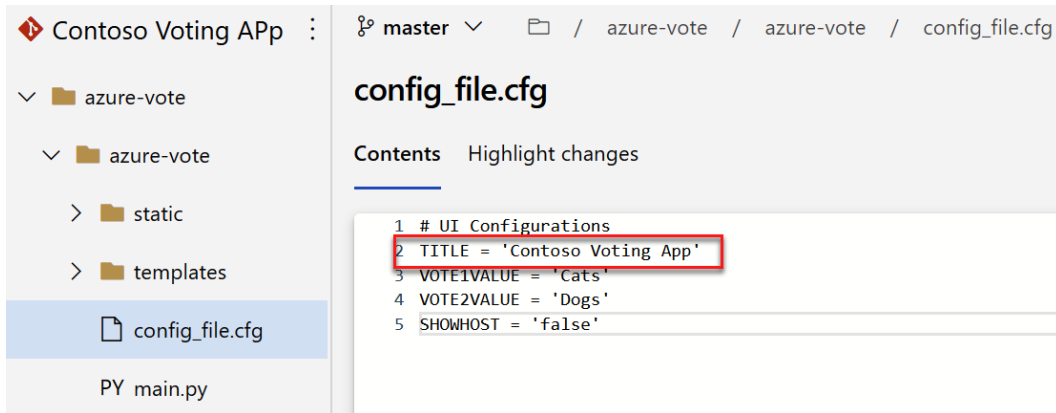 Contoso Voting APp
azure-vote
azure-vote
static
templates
config_file.cfg
PY main.py
master / azure-vote / azure-vote / config_file.cfg
config_file.cfg
Contents Highlight changes
1 # UI Configurations
2 TITLE = 'Contoso Voting App'
3 VOTE1VALUE = 'Cats'
4 VOTE2VALUE = 'Dogs'
5 SHOWHOST = 'false'